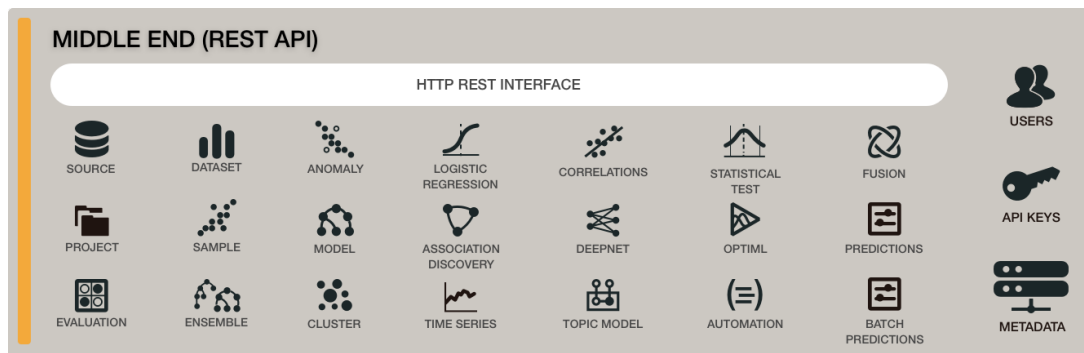 MIDDLE END (REST API)
HTTP REST INTERFACE
USERS
SOURCE
DATASET
ANOMALY
LOGISTIC
REGRESSION
CORRELATIONS
STATISTICAL
TEST
FUSION
API KEYS
PROJECT
SAMPLE
MODEL
ASSOCIATION
DISCOVERY
DEEPNET
OPTIML
PREDICTIONS
EVALUATION
ENSEMBLE
CLUSTER
TIME SERIES
TOPIC MODEL
AUTOMATION
BATCH
PREDICTIONS
METADATA